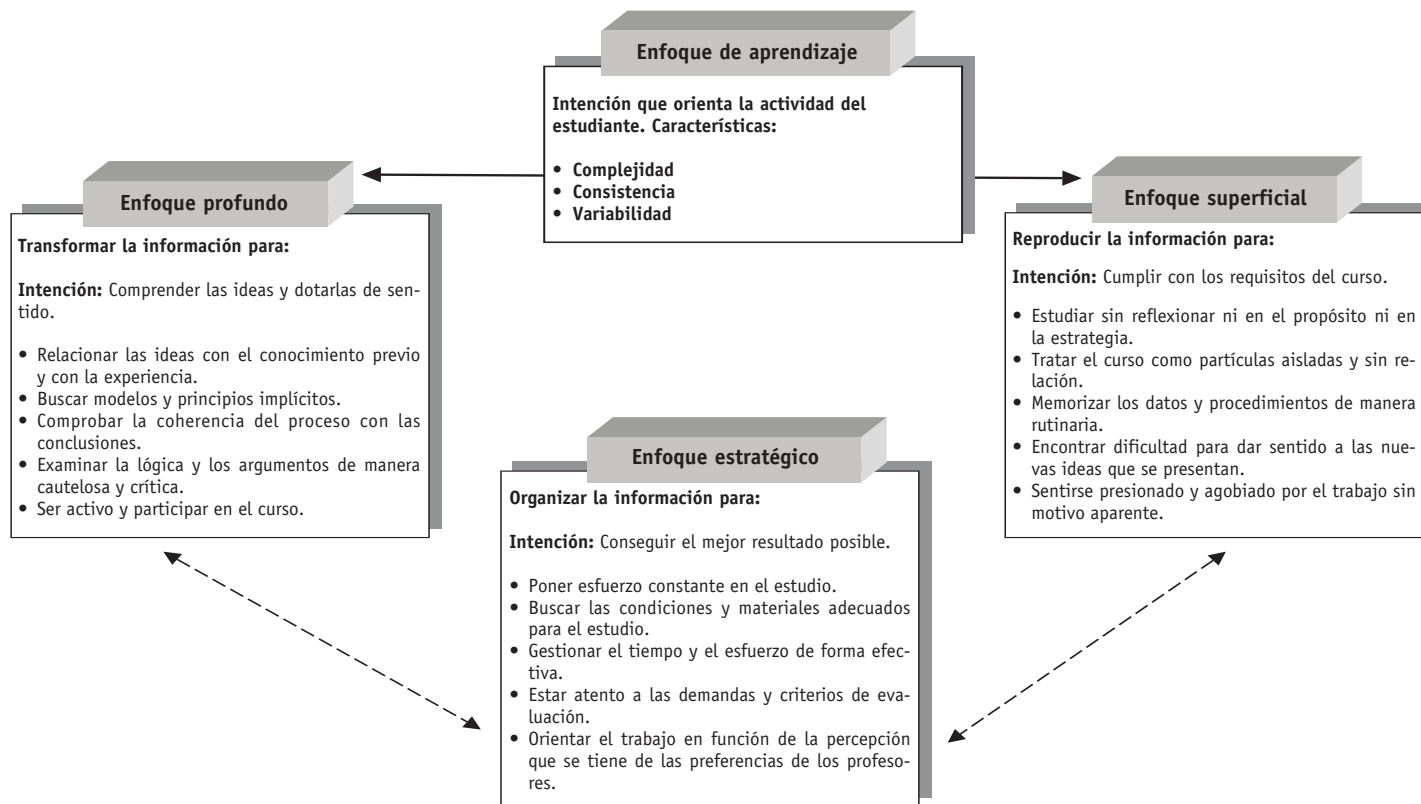 Enfoque de aprendizaje
Intención que orienta la actividad del
estudiante. Características:
• Complejidad
• Consistencia
• Variabilidad
Enfoque profundo
Transformar la información para:
Intención: Comprender las ideas y dotarlas de sen-
tido.
• Relacionar las ideas con el conocimiento previo
y con la experiencia.
• Buscar modelos y principios implícitos.
• Comprobar la coherencia del proceso con las
conclusiones.
• Examinar la lógica y los argumentos de manera
cautelosa y crítica.
• Ser activo y participar en el curso.
Enfoque superficial
Reproducir la información para:
Intención: Cumplir con los requisitos del curso.
• Estudiar sin reflexionar ni en el propósito ni en
la estrategia.
• Tratar el curso como partículas aisladas y sin re-
lación.
• Memorizar los datos y procedimientos de manera
rutinaria.
• Encontrar dificultad para dar sentido a las nue-
vas ideas que se presentan.
• Sentirse presionado y agobiado por el trabajo sin
motivo aparente.
Enfoque estratégico
Organizar la información para:
Intención: Conseguir el mejor resultado posible.
• Poner esfuerzo constante en el estudio.
• Buscar las condiciones y materiales adecuados
para el estudio.
• Gestionar el tiempo y el esfuerzo de forma efec-
tiva.
• Estar atento a las demandas y criterios de eva-
luación.
• Orientar el trabajo en función de la percepción
que se tiene de las preferencias de los profeso-
res.